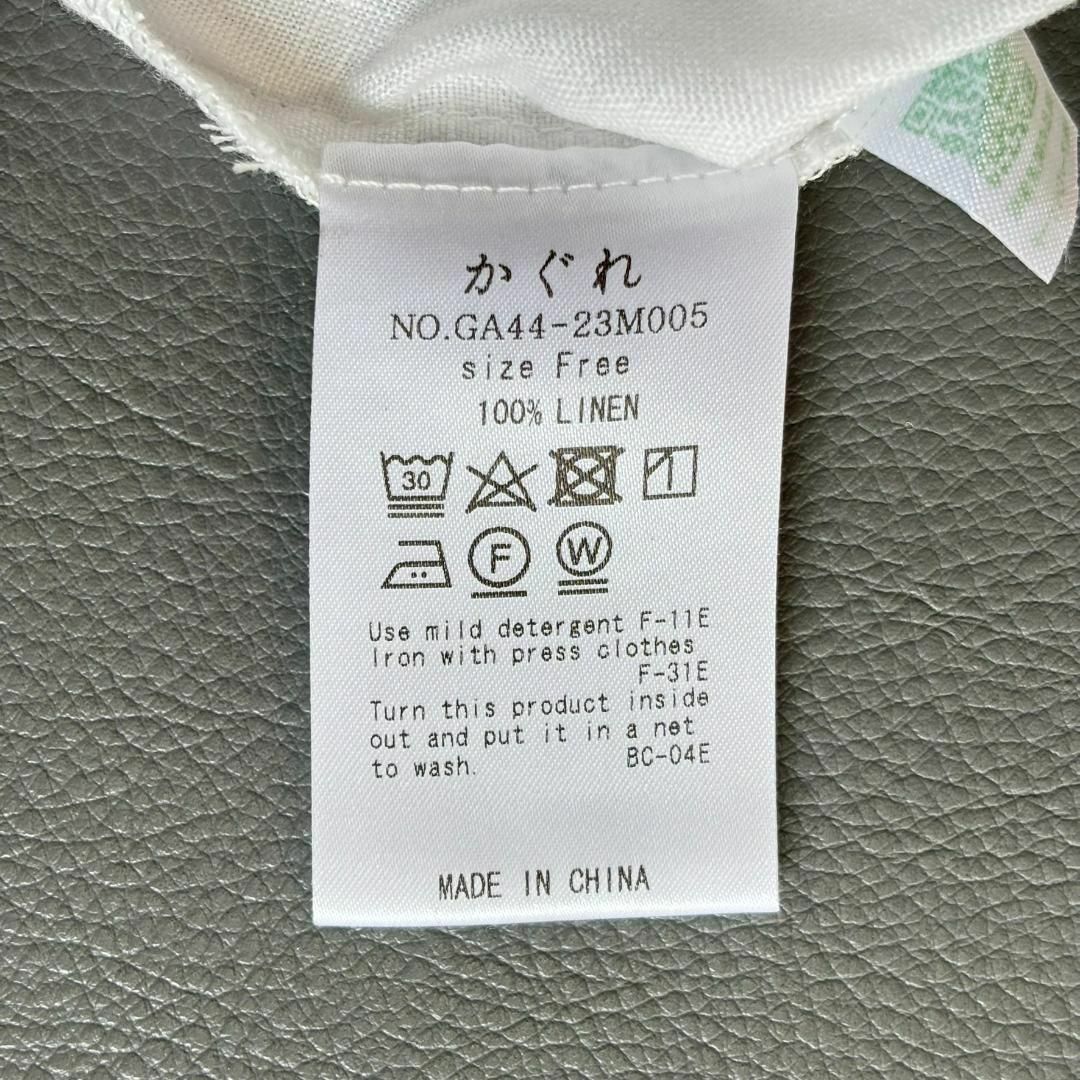 かぐれ
NO.GA44-23M005
size Free
100% LINEN
30
F W
Use mild detergent F-11E
Iron with press clothes
F-31E
Turn this product inside
out and put it in a net
to wash. BC-04E
MADE IN CHINA